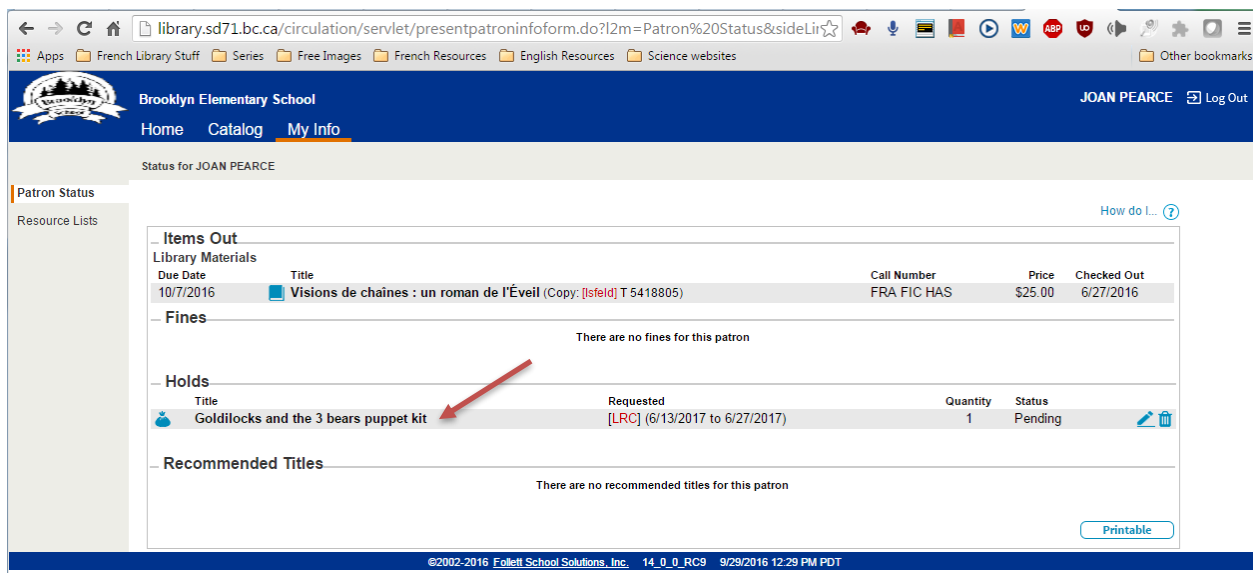 library.sd71.bc.ca/circulation/servlet/presentpatroninfoform.do?l2m=Patron%20Status&sideLin
Apps French Library Stuff Series Free Images French Resources English Resources Science websites Other bookmarks
Brooklyn School
Brooklyn Elementary School JOAN PEARCE Log Out
Home Catalog My Info
Status for JOAN PEARCE
Patron Status
Resource Lists
How do I... ?
Items Out
Library Materials
Due Date Title Call Number Price Checked Out
10/7/2016 Visions de chaînes : un roman de l'Éveil (Copy: [Isfeld] T 5418805) FRA FIC HAS $25.00 6/27/2016
Fines
There are no fines for this patron
Holds
Title Requested Quantity Status
Goldilocks and the 3 bears puppet kit [LRC] (6/13/2017 to 6/27/2017) 1 Pending
Recommended Titles
There are no recommended titles for this patron
Printable
©2002-2016 Follett School Solutions, Inc. 14_0_0_RC9 9/29/2016 12:29 PM PDT